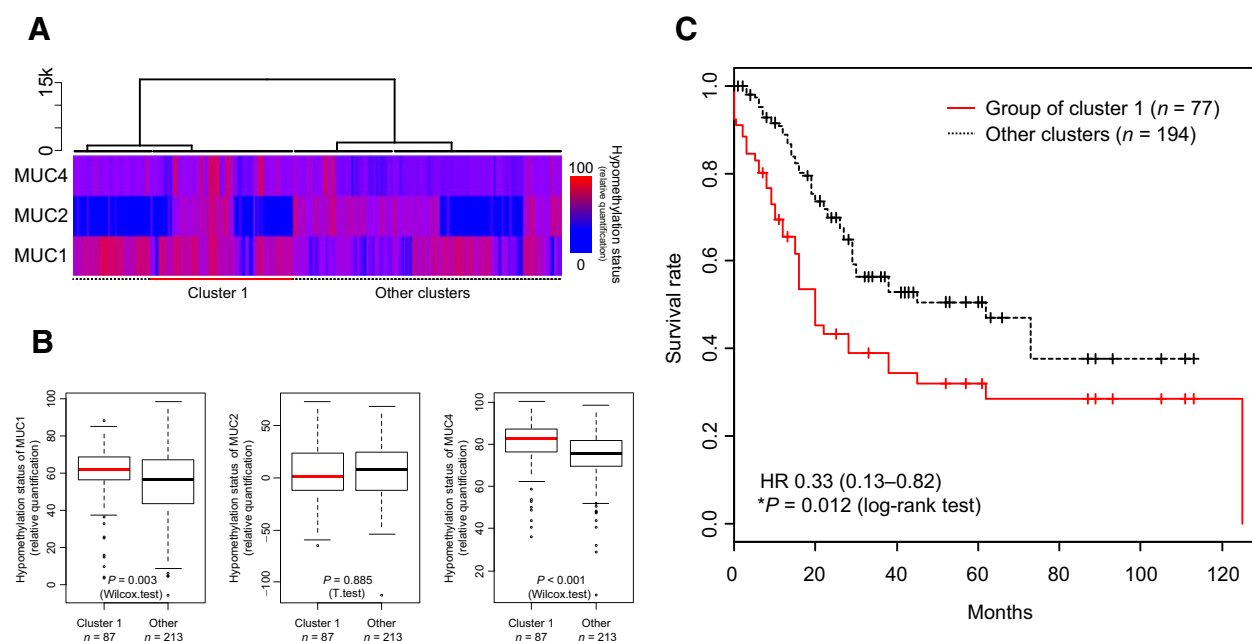 A
15k
0
MUC4
MUC2
MUC1
100
0
Hypomethylation status
(relative quantification)
Cluster 1
Other clusters
B
Hypomethylation status of MUC1
(relative quantification)
100
80
60
40
20
0
P = 0.003
(Wilcox.test)
Cluster 1
n = 87
Other
n = 213
Hypomethylation status of MUC2
(relative quantification)
50
0
−50
−100
P = 0.885
(T.test)
Cluster 1
n = 87
Other
n = 213
Hypomethylation status of MUC4
(relative quantification)
100
80
60
40
20
P < 0.001
(Wilcox.test)
Cluster 1
n = 87
Other
n = 213
C
Survival rate
1.0
0.8
0.6
0.4
0.2
0.0
Group of cluster 1 (n = 77)
Other clusters (n = 194)
HR 0.33 (0.13–0.82)
*P = 0.012 (log-rank test)
0 20 40 60 80 100 120
Months